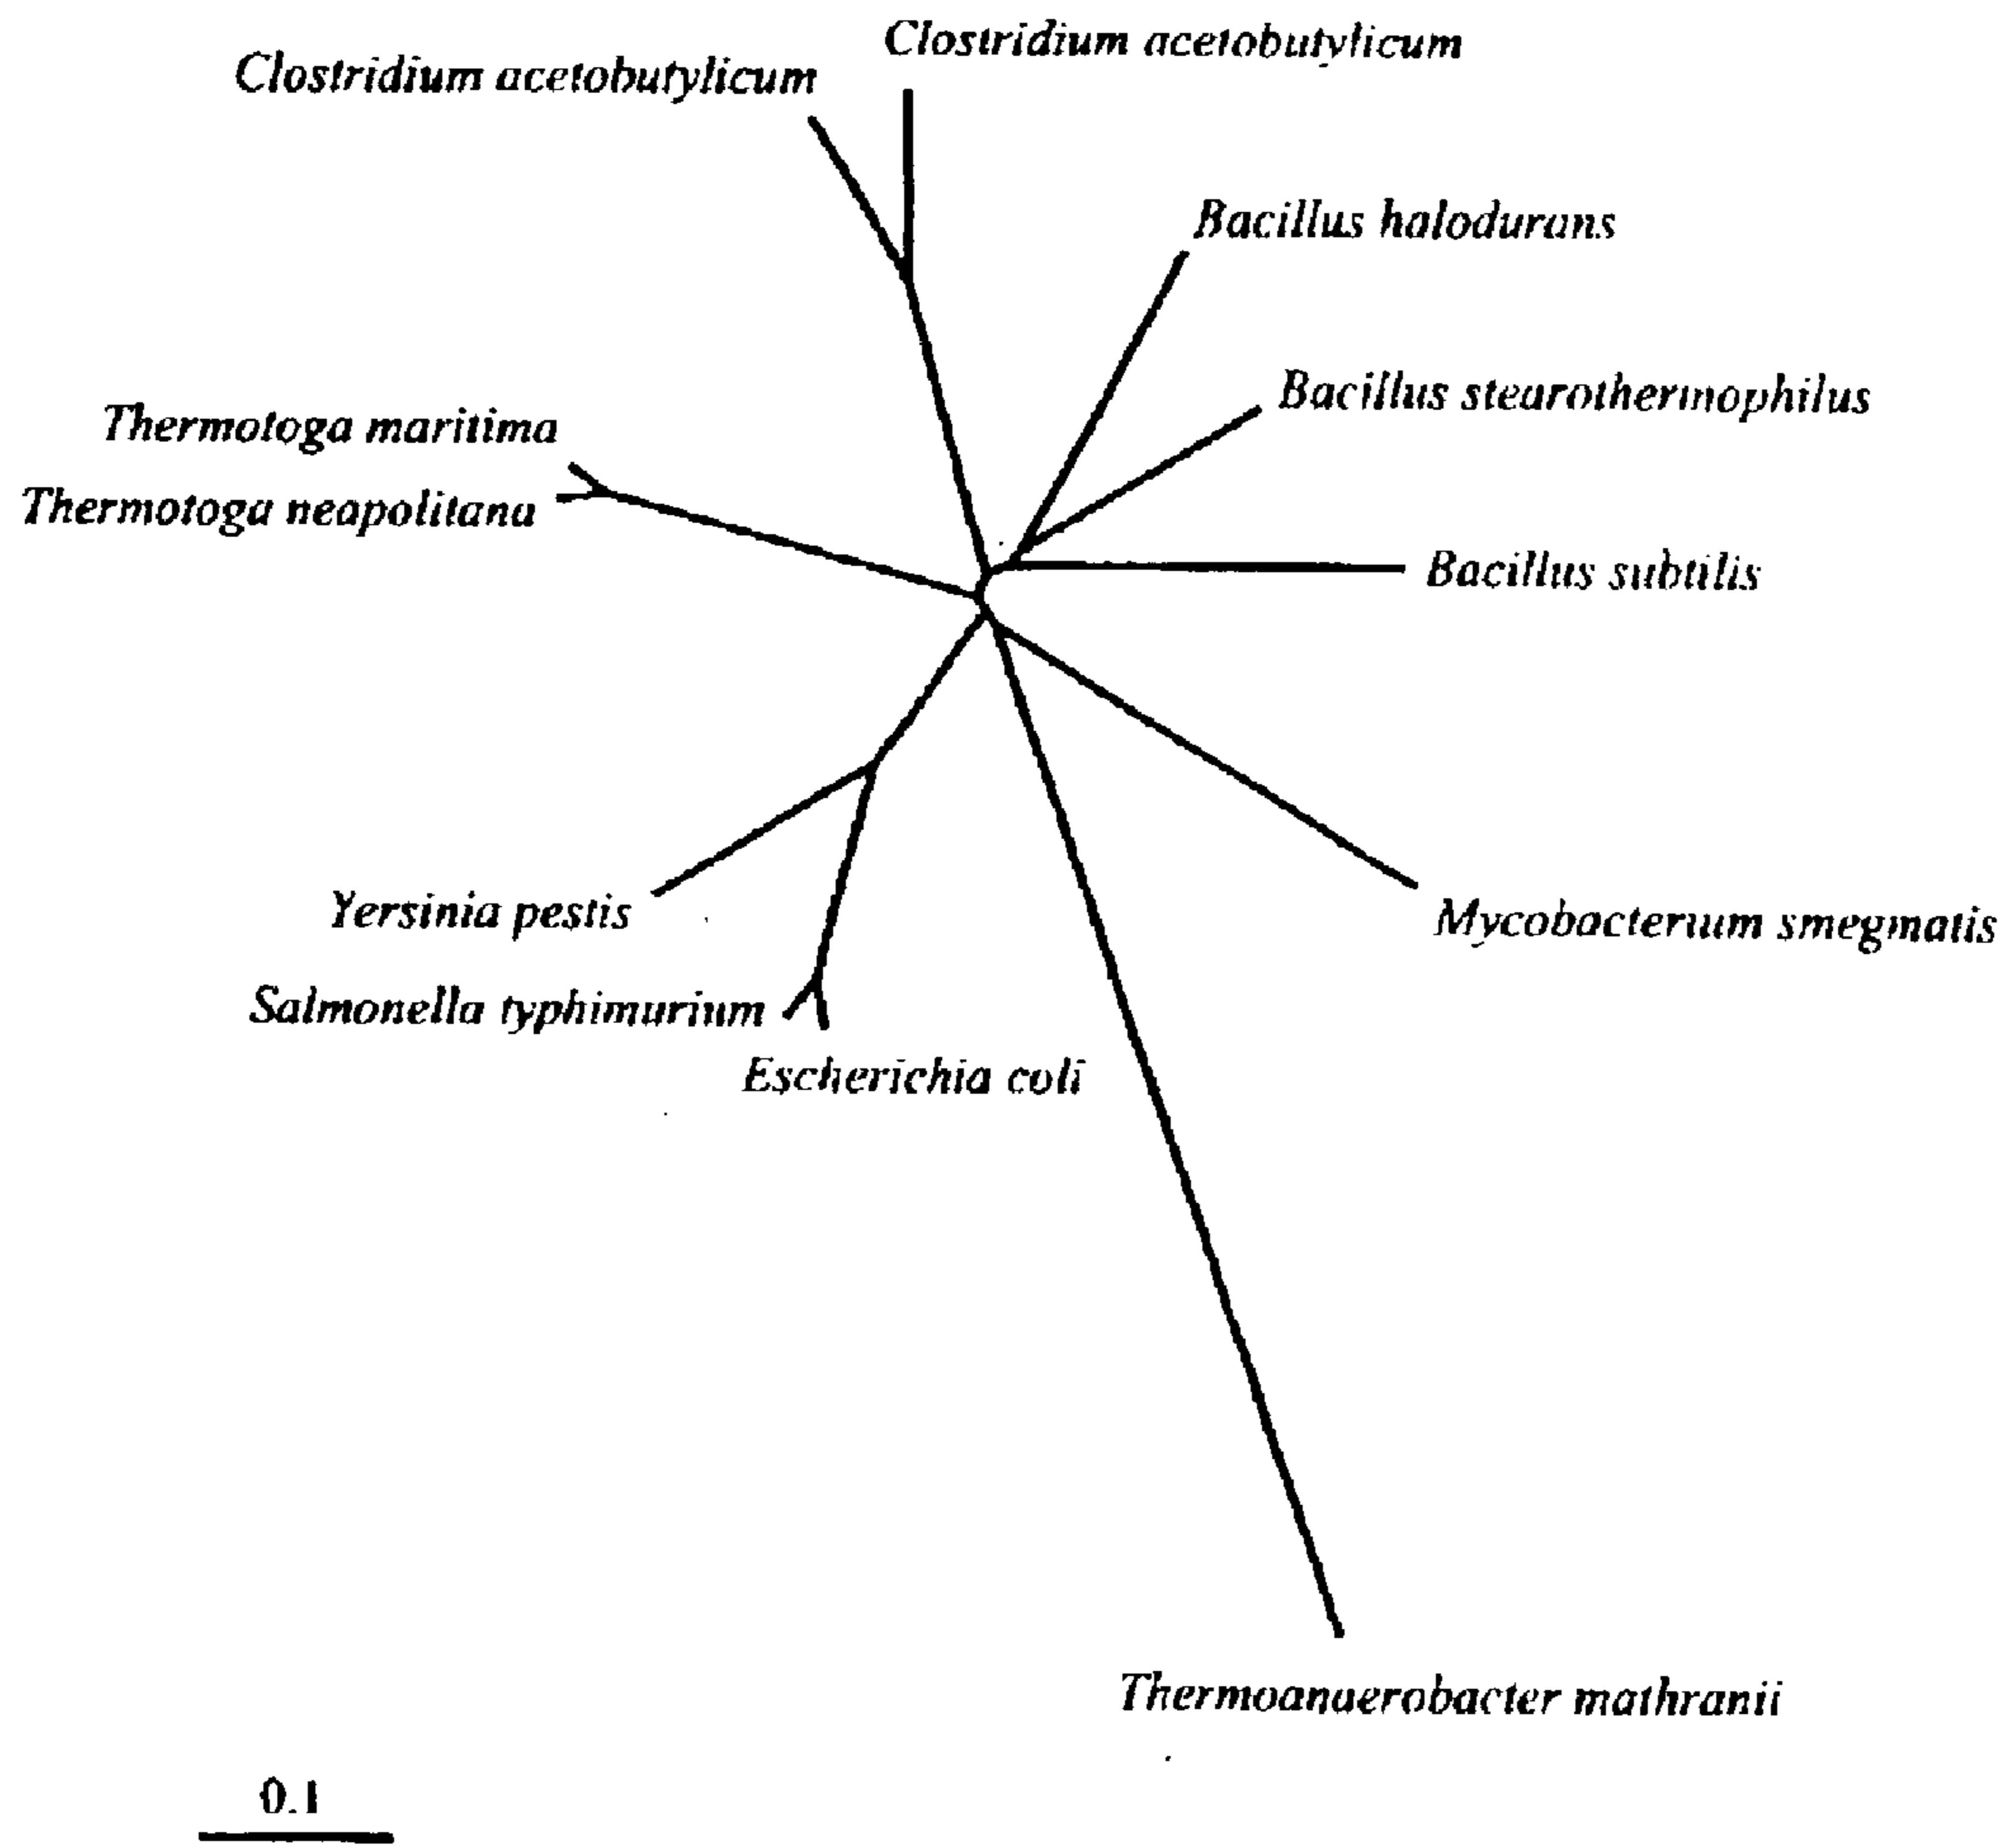 Clostridium acetobutylicum
Clostridium acetobutylicum
Bacillus halodurans
Bacillus stearothermophilus
Thermotoga maritima
Thermotoga neapolitana
Bacillus subtilis
Yersinia pestis
Mycobacterium smegmatis
Salmonella typhimurium
Escherichia coli
Thermoanaerobacter mathranii
0.1